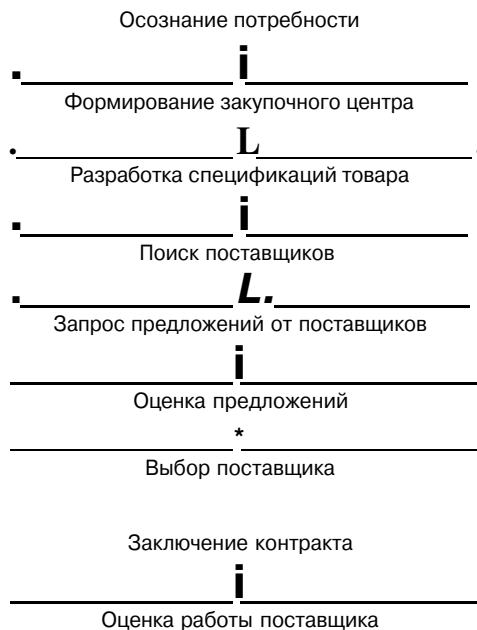 Осознание потребности
. i
Формирование закупочного центра
. L .
Разработка спецификаций товара
. i
Поиск поставщиков
. L.
Запрос предложений от поставщиков
i
Оценка предложений
*
Выбор поставщика
Заключение контракта
i
Оценка работы поставщика